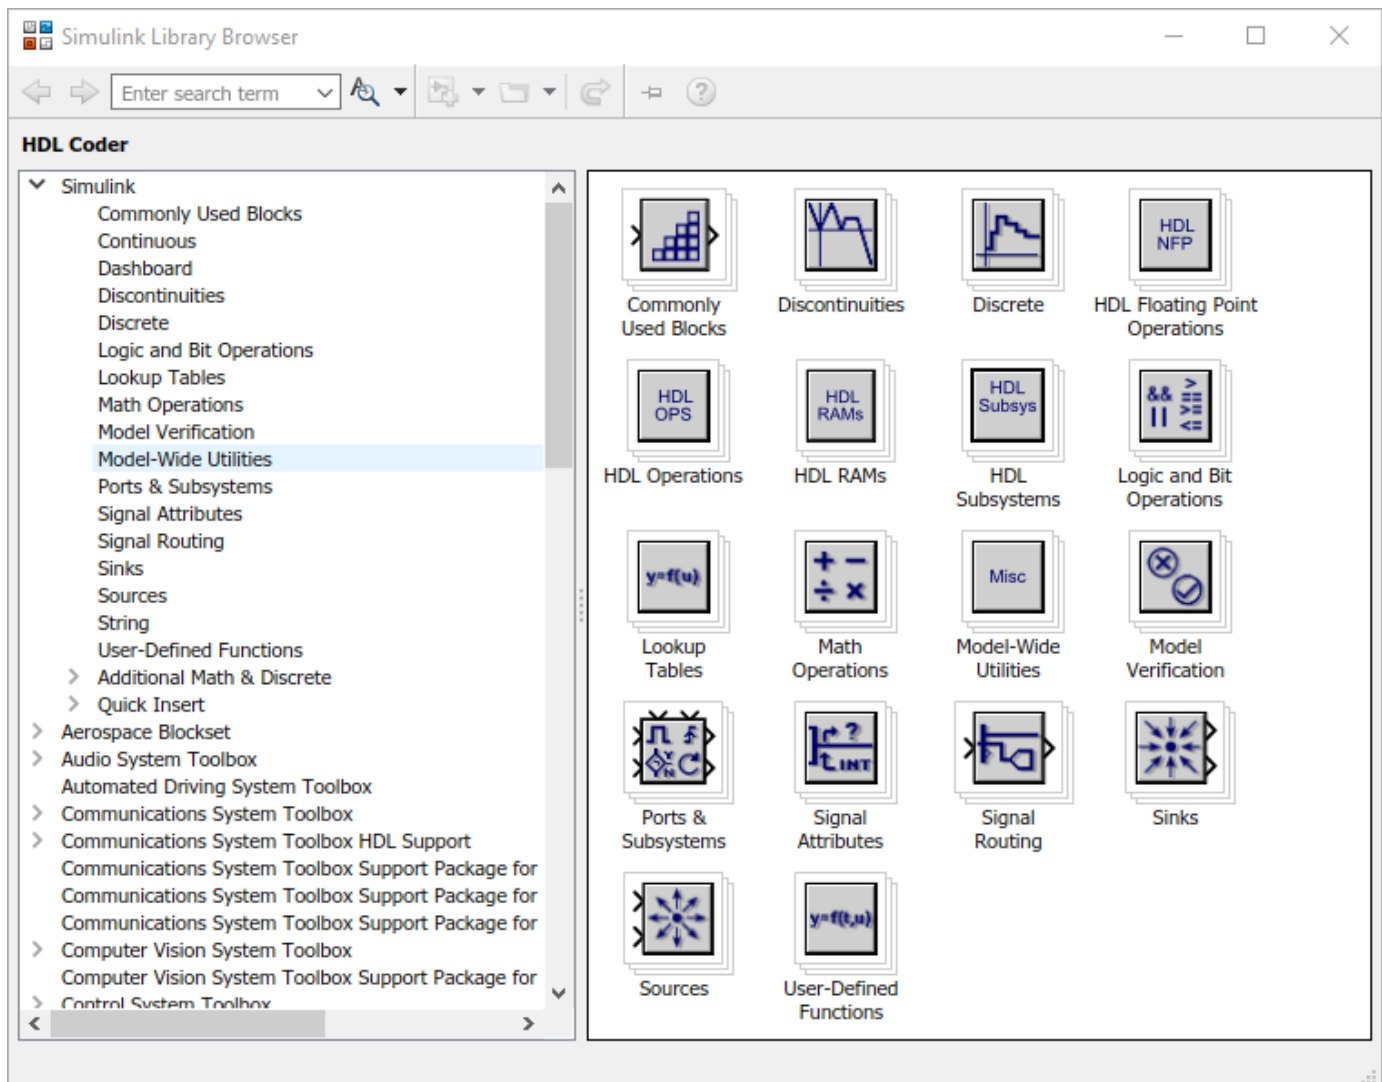 Simulink Library Browser
Enter search term
HDL Coder
Simulink
Commonly Used Blocks
Continuous
Dashboard
Discontinuities
Discrete
Logic and Bit Operations
Lookup Tables
Math Operations
Model Verification
Model-Wide Utilities
Ports & Subsystems
Signal Attributes
Signal Routing
Sinks
Sources
String
User-Defined Functions
Additional Math & Discrete
Quick Insert
Aerospace Blockset
Audio System Toolbox
Automated Driving System Toolbox
Communications System Toolbox
Communications System Toolbox HDL Support
Communications System Toolbox Support Package for
Communications System Toolbox Support Package for
Communications System Toolbox Support Package for
Computer Vision System Toolbox
Computer Vision System Toolbox Support Package for
Control System Toolbox
Commonly
Used Blocks
Discontinuities
Discrete
HDL
NFP
HDL Floating Point
Operations
HDL
OPS
HDL Operations
HDL
RAMs
HDL RAMs
HDL
Subsys
HDL
Subsystems
&& >
== 
|| >=
<=
Logic and Bit
Operations
y=f(u)
Lookup
Tables
+ −
÷ ×
Math
Operations
Misc
Model-Wide
Utilities
Model
Verification
Y
N
Ports &
Subsystems
?
INT
Signal
Attributes
Signal
Routing
Sinks
Sources
y=f(t,u)
User-Defined
Functions